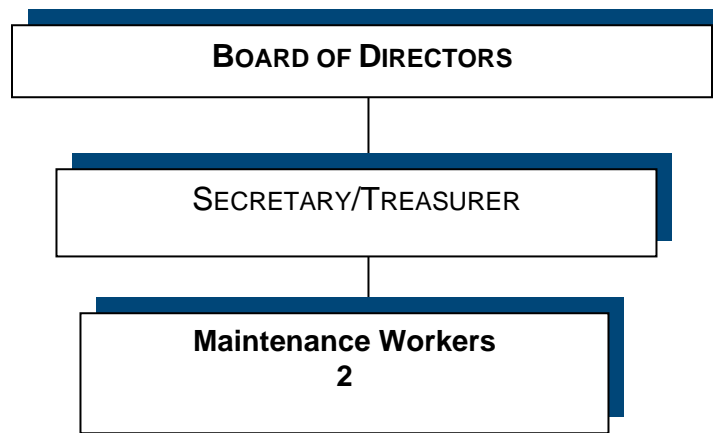 BOARD OF DIRECTORS
SECRETARY/TREASURER
Maintenance Workers
2